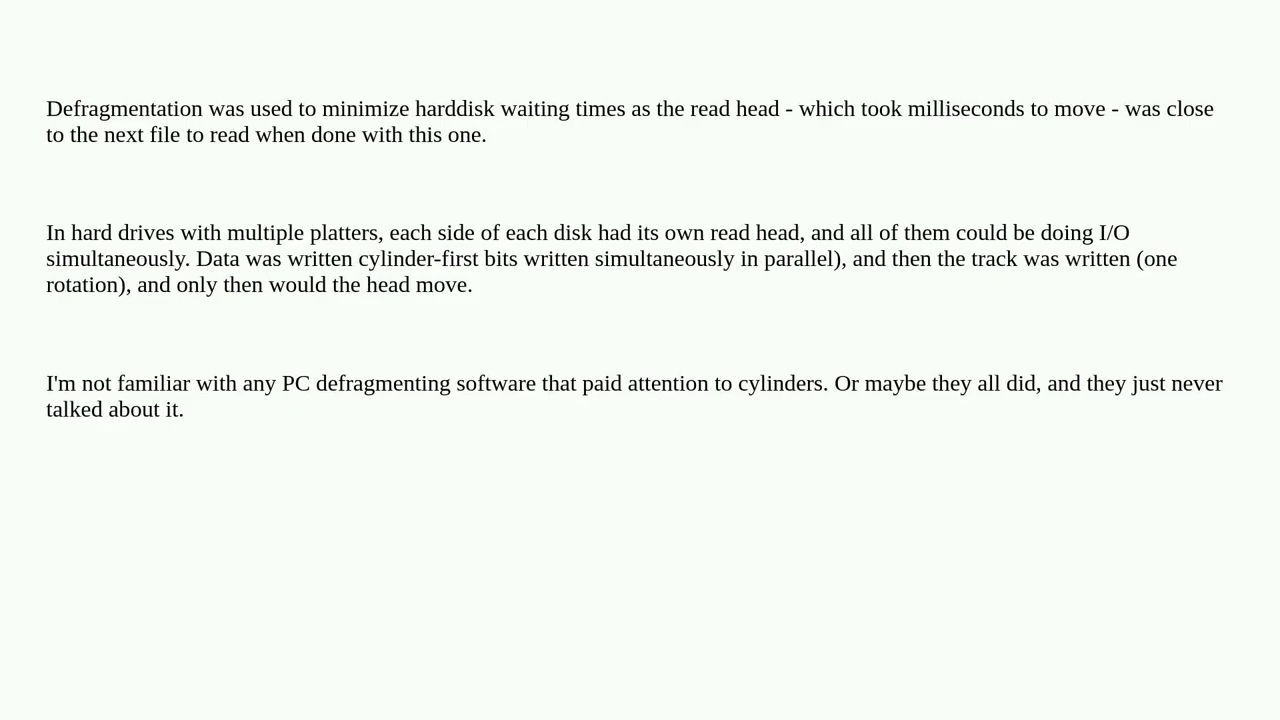 Defragmentation was used to minimize harddisk waiting times as the read head - which took milliseconds to move - was close
to the next file to read when done with this one.
In hard drives with multiple platters, each side of each disk had its own read head, and all of them could be doing I/O
simultaneously. Data was written cylinder-first bits written simultaneously in parallel), and then the track was written (one
rotation), and only then would the head move.
I'm not familiar with any PC defragmenting software that paid attention to cylinders. Or maybe they all did, and they just never
talked about it.